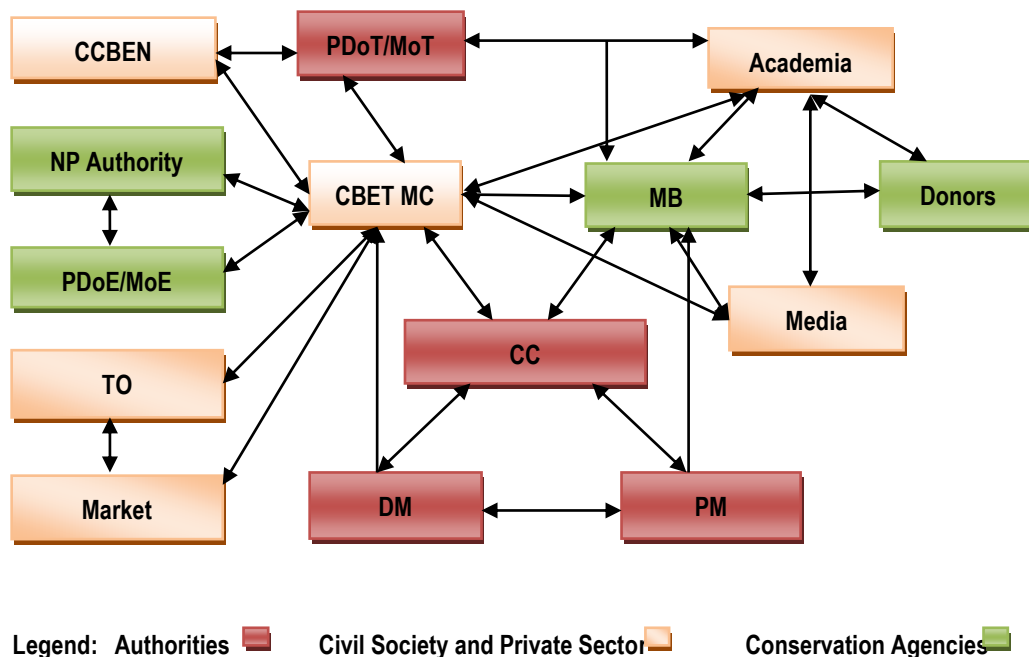 CCBEN
PDoT/MoT
Academia
NP Authority
CBET MC
MB
Donors
PDoE/MoE
Media
TO
CC
Market
DM
PM
Legend: Authorities Civil Society and Private Sector Conservation Agencies